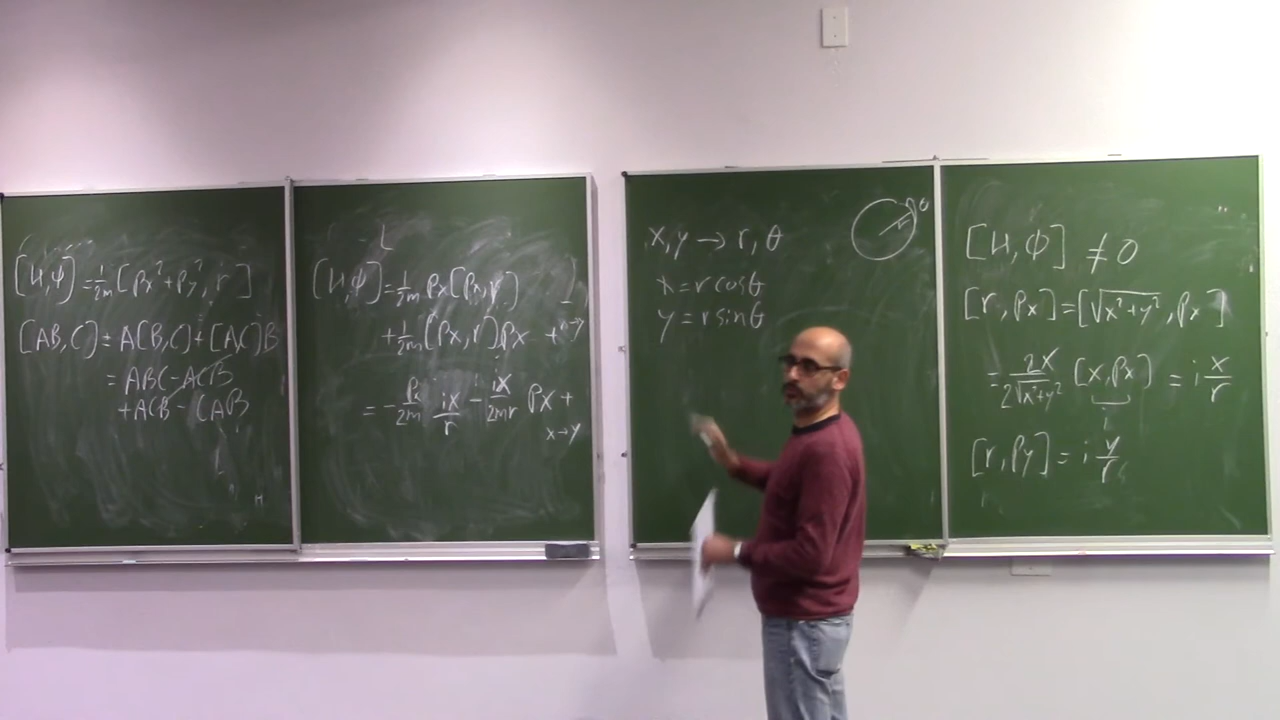 [H,ψ] = 1/2m [Px² + Py², r]
[AB,C] = A[B,C] + [A,C]B
= ABC - ACB
+ ACB - CAB
[H,ψ] = 1/2m Px[Px,r]
+ 1/2m [Px,r]Px +
= - Px/2m ix/r - ix/2mr Px +
x→y
x,y → r,θ
x = r cosθ
y = r sinθ
θ
r
[H,ϕ] ≠ 0
[r,Px] = [√x²+y², Px]
= 2x/2√x²+y² [x,Px] = i x/r
i
[r,Py] = i y/r